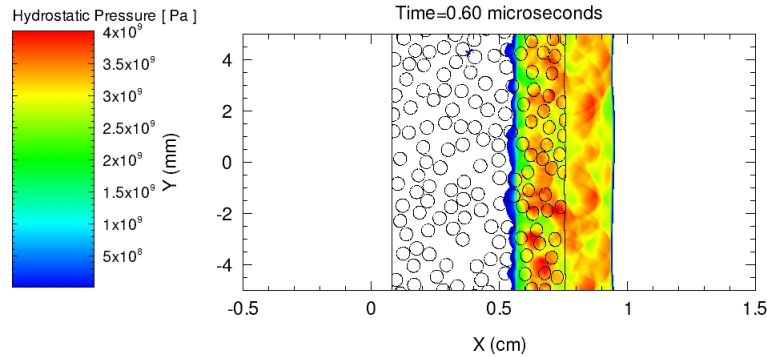 Hydrostatic Pressure [ Pa ]
Time=0.60 microseconds
4x10⁹
3.5x10⁹
3x10⁹
2.5x10⁹
2x10⁹
1.5x10⁹
1x10⁹
5x10⁸
Y (mm)
4
2
0
-2
-4
-0.5
0
0.5
1
1.5
X (cm)